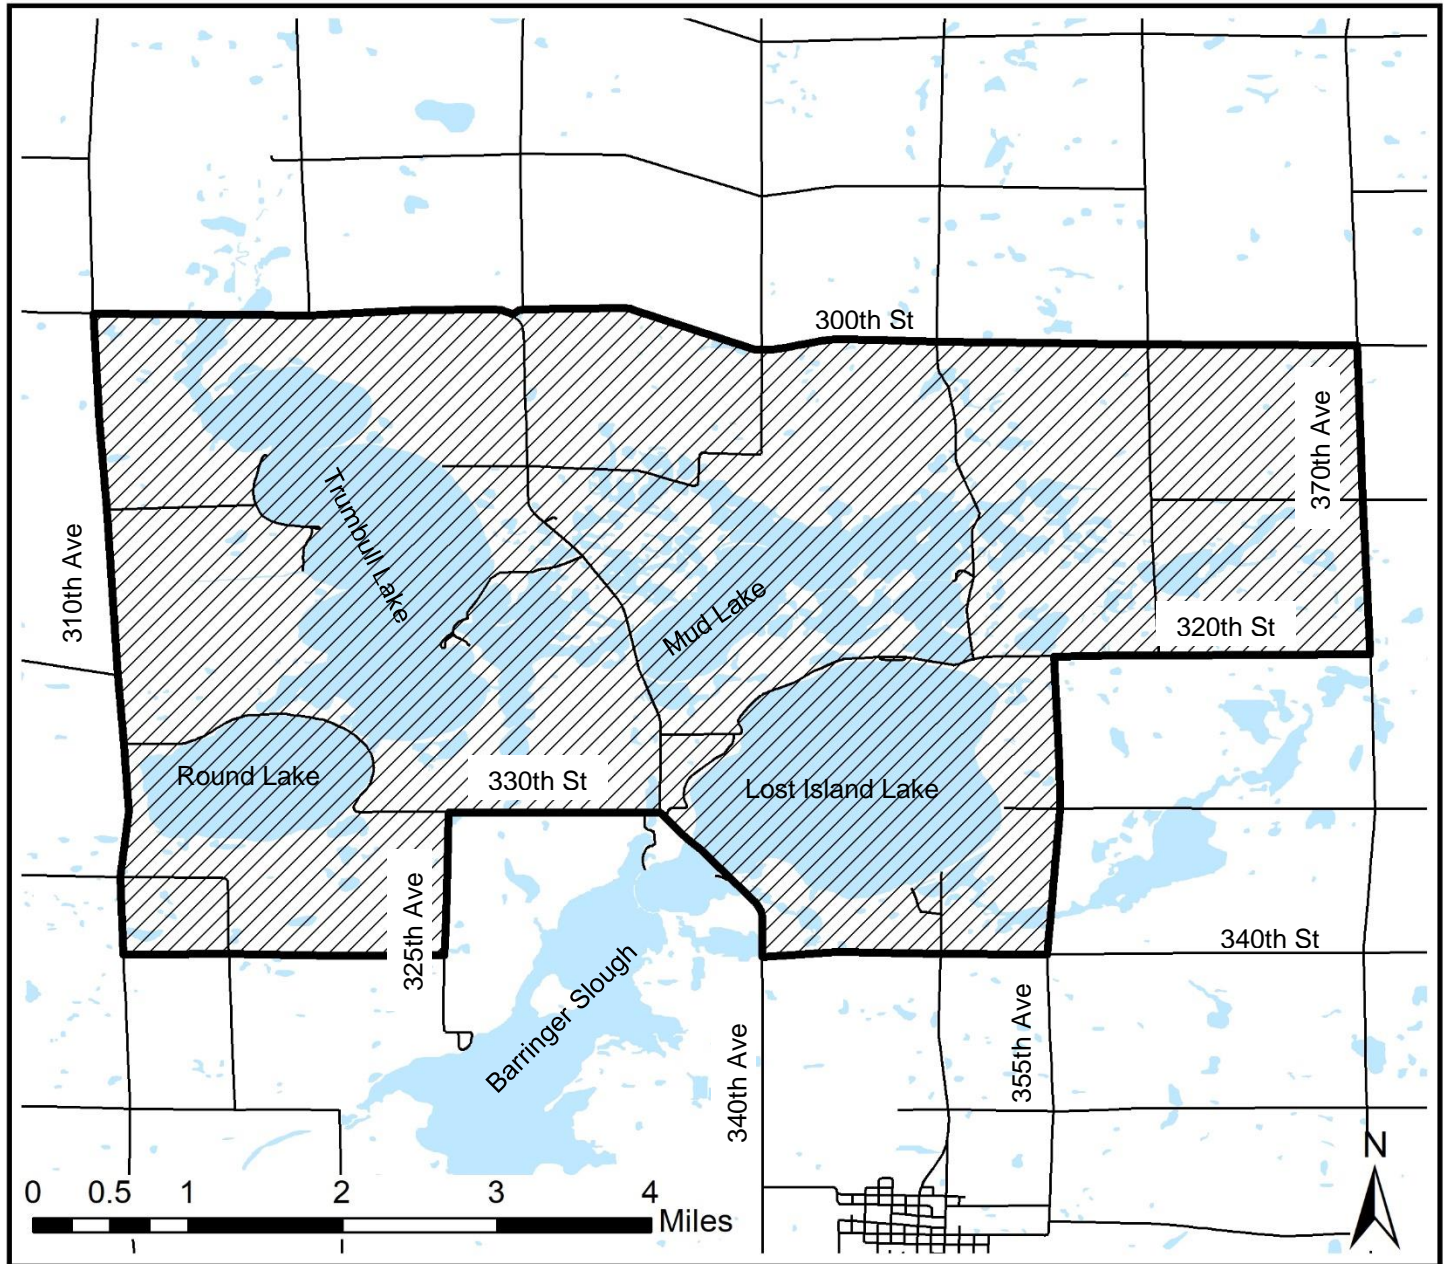 300th St
370th Ave
Trumbull Lake
310th Ave
Mud Lake
320th St
Round Lake
330th St
Lost Island Lake
325th Ave
340th St
Barringer Slough
355th Ave
340th Ave
N
0 0.5 1 2 3 4
Miles